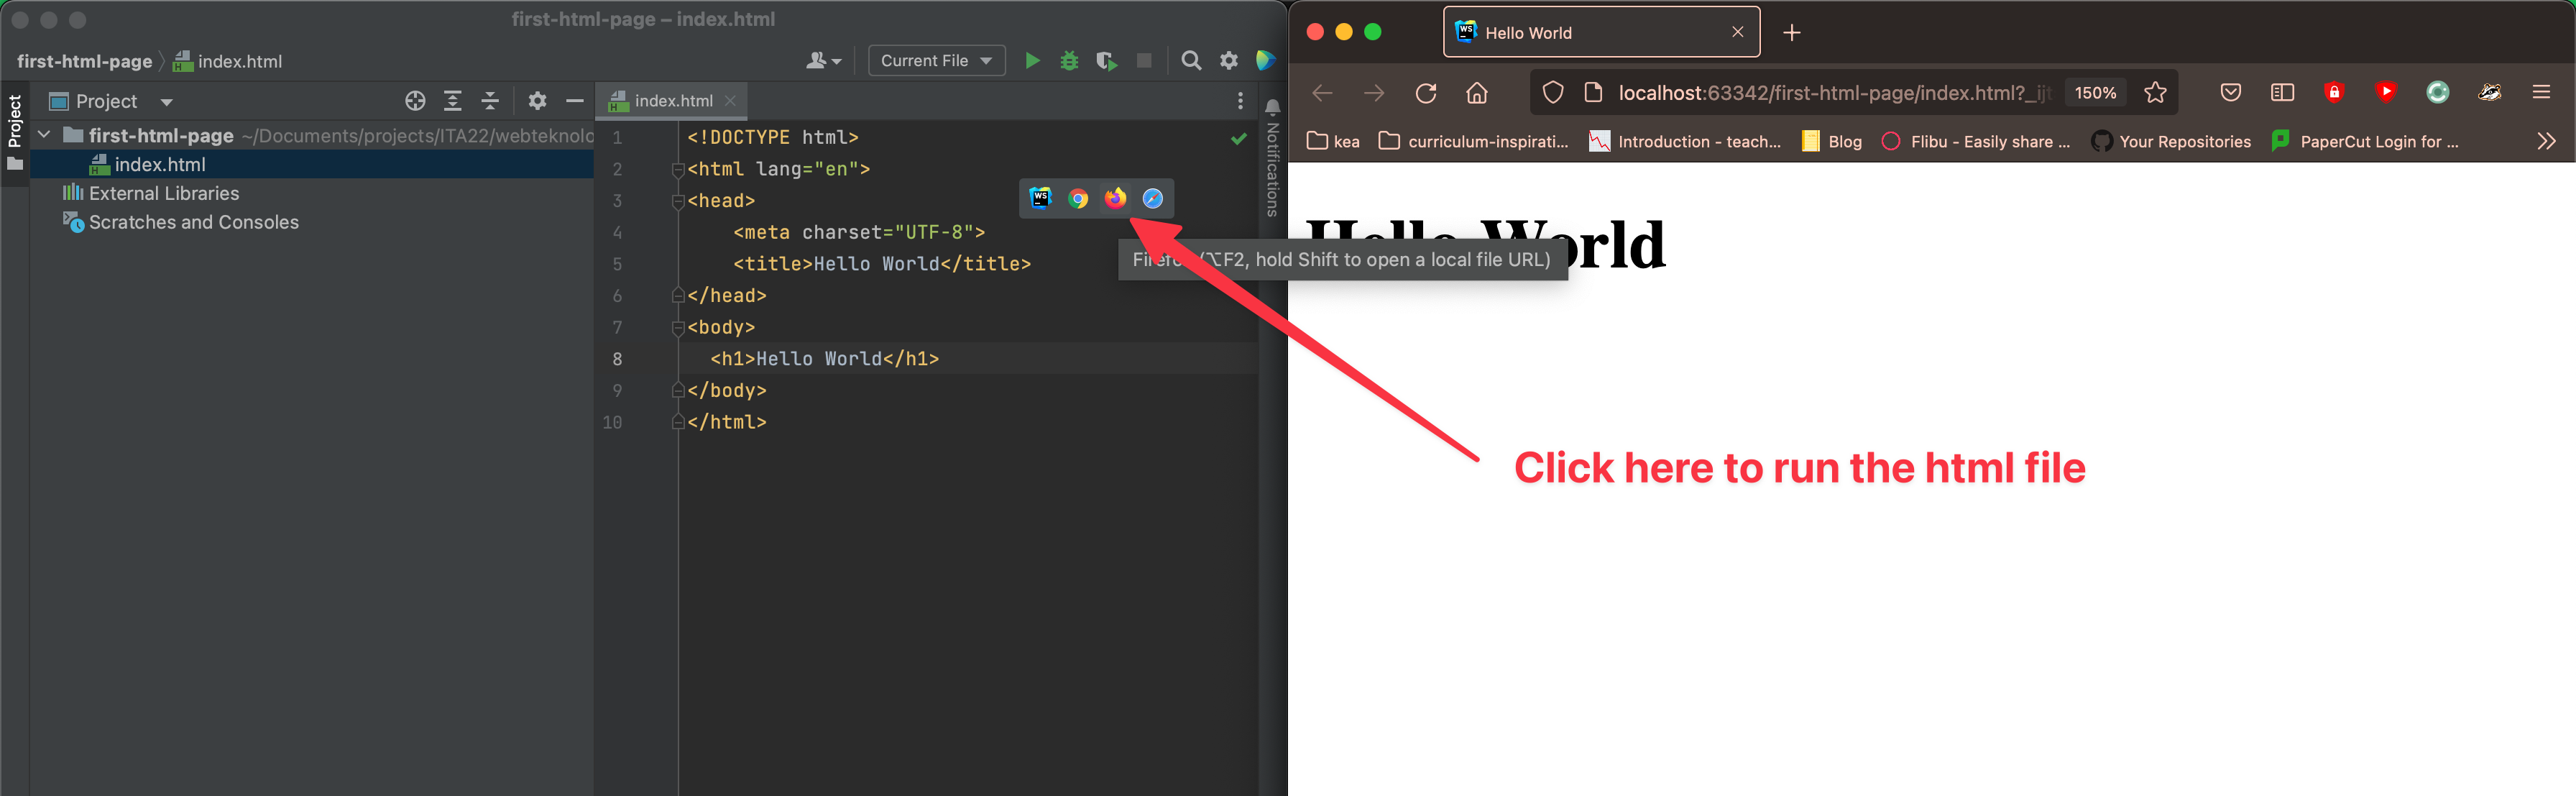 first-html-page – index.html
first-html-page
index.html
Current File
Project
Project
index.html
first-html-page ~/Documents/projects/ITA22/webteknolo
index.html
External Libraries
Scratches and Consoles
Notifications
1 <!DOCTYPE html>
2 <html lang="en">
3 <head>
4 <meta charset="UTF-8">
5 <title>Hello World</title>
6 </head>
7 <body>
8 <h1>Hello World</h1>
9 </body>
10 </html>
WS
(⌥F2, hold Shift to open a local file URL)
WS Hello World
localhost:63342/first-html-page/index.html?_ijt
150%
kea
curriculum-inspirati...
Introduction - teach...
Blog
Flibu - Easily share ...
Your Repositories
PaperCut Login for ...
Hello World
Click here to run the html file